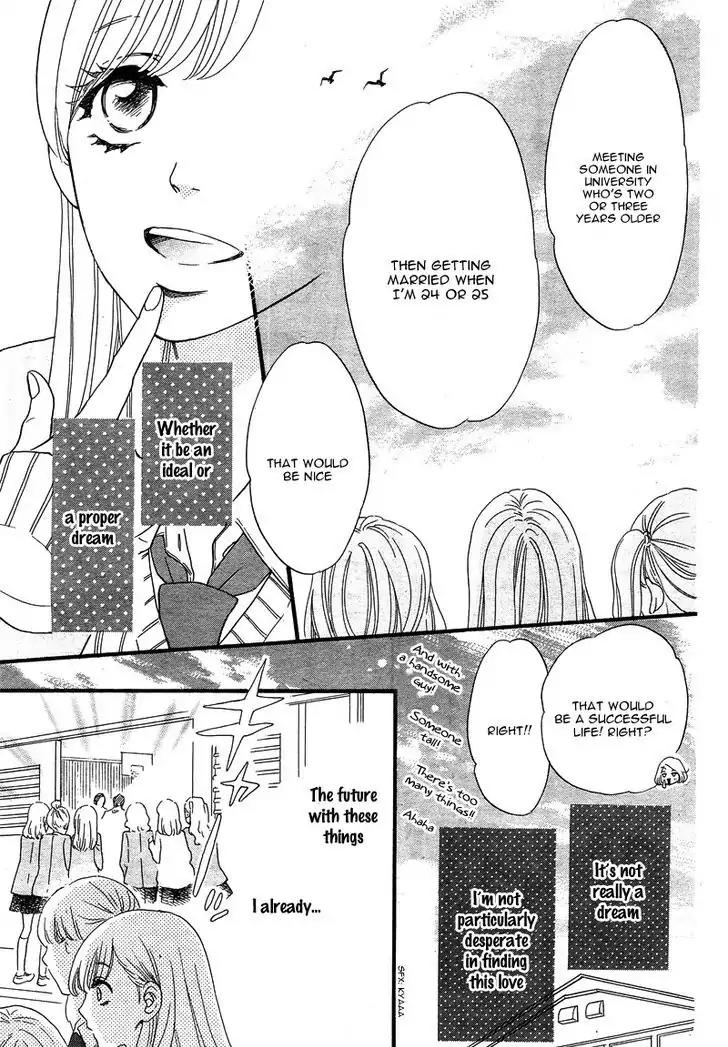 MEETING
SOMEONE IN
UNIVERSITY
WHO'S TWO
OR THREE
YEARS OLDER
THEN GETTING
MARRIED WHEN
I'M 24 OR 25
THAT WOULD
BE NICE
Whether
it be an
ideal or
a proper
dream
THAT WOULD
BE A SUCCESSFUL
LIFE! RIGHT?
RIGHT!!
And with
a handsome
guy!
Someone
tall!
There's too
many things!!
Ahaha
It's not
really a
dream
I'm not
particularly
desperate
in finding
this love
SFX: KYAAA
キャー
The future
with these
things
I already...